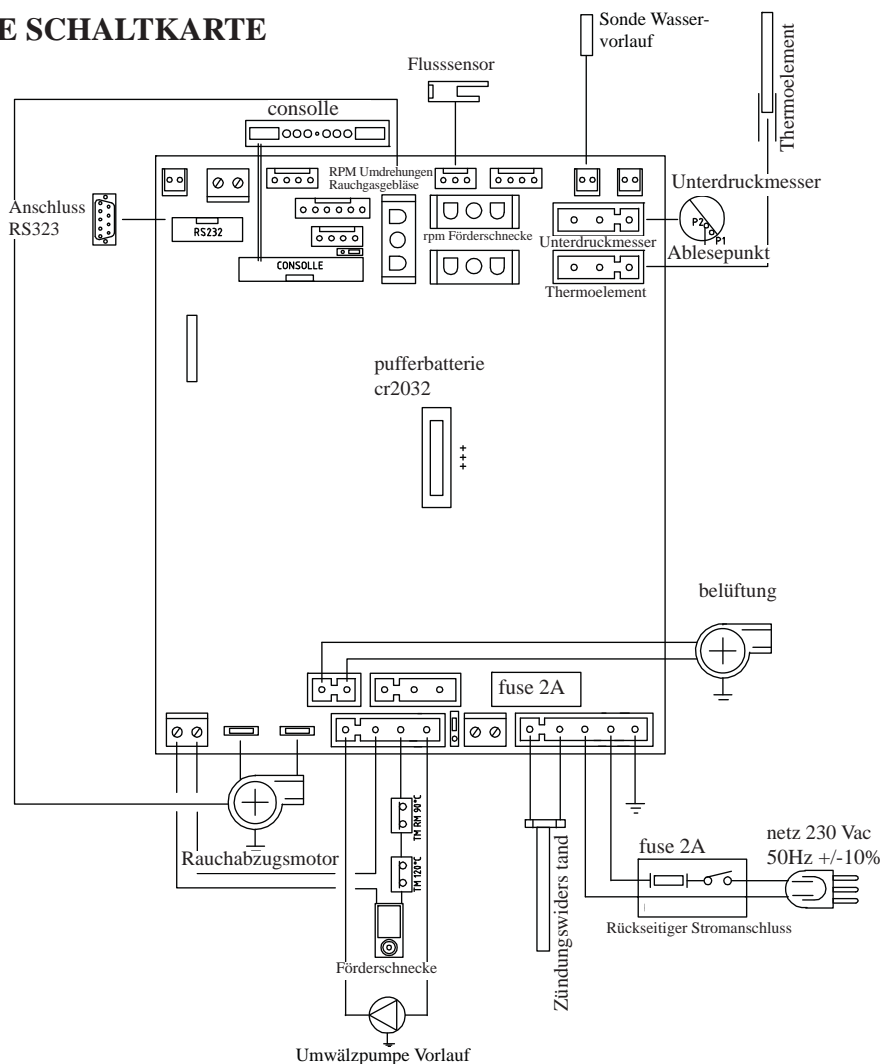 E SCHALTKARTE
Sonde Wasser-
vorlauf
Flusssensor
Thermoelement
consolle
RPM Umdrehungen
Rauchgasgebläse
Unterdruckmesser
Anschluss
RS323
RS232
rpm Förderschnecke
Unterdruckmesser
P2
P1
Ablesepunkt
CONSOLLE
Thermoelement
pufferbatterie
cr2032
+++
belüftung
fuse 2A
TM RM 90°C
TM 120°C
Rauchabzugsmotor
Zündungswiders tand
fuse 2A
netz 230 Vac
50Hz +/-10%
Rückseitiger Stromanschluss
Förderschnecke
Umwälzpumpe Vorlauf